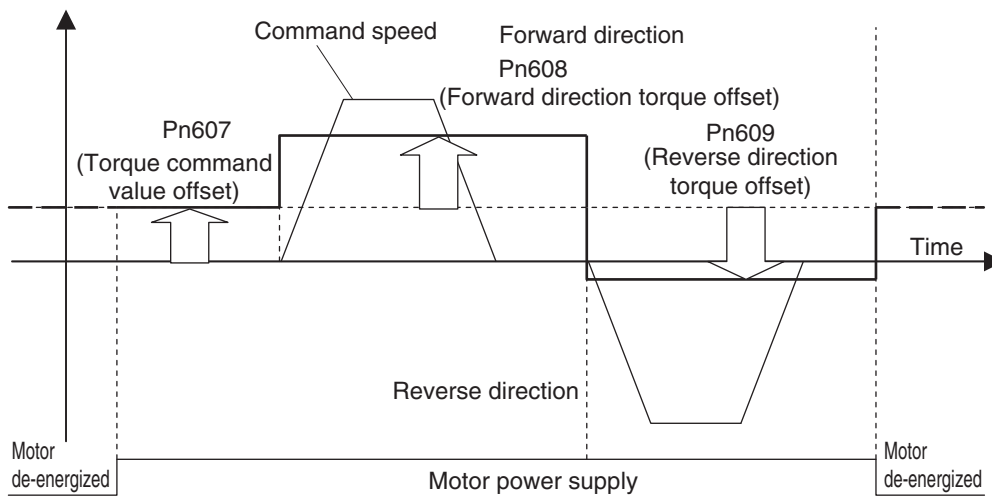 Command speed
Forward direction
Pn608
(Forward direction torque offset)
Pn607
(Torque command
value offset)
Pn609
(Reverse direction
torque offset)
Time
Reverse direction
Motor
de-energized
Motor power supply
Motor
de-energized